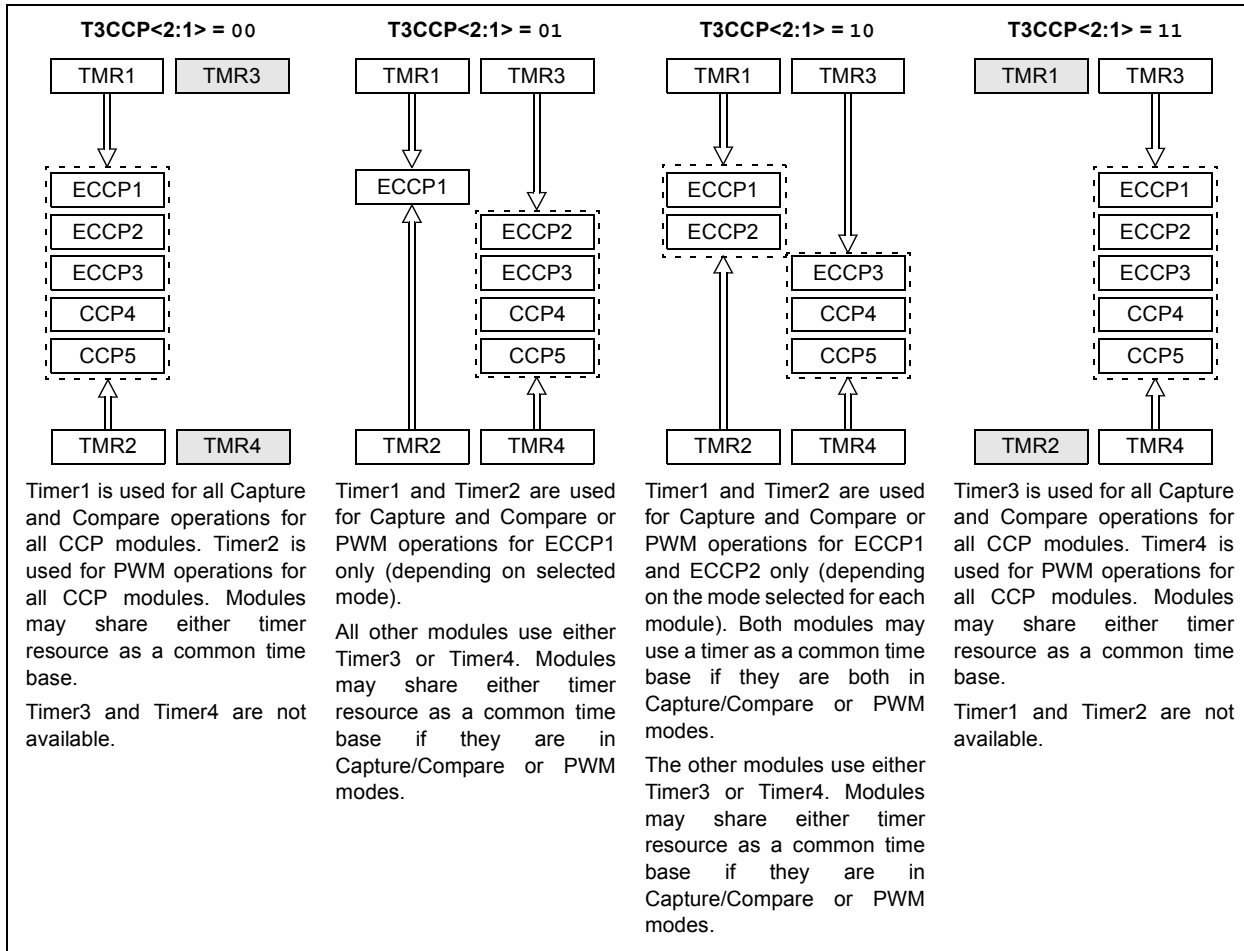 T3CCP<2:1> = 00
TMR1 TMR3
ECCP1
ECCP2
ECCP3
CCP4
CCP5
TMR2 TMR4
Timer1 is used for all Capture
and Compare operations for
all CCP modules. Timer2 is
used for PWM operations for
all CCP modules. Modules
may share either timer
resource as a common time
base.
Timer3 and Timer4 are not
available.
T3CCP<2:1> = 01
TMR1 TMR3
ECCP1
ECCP2
ECCP3
CCP4
CCP5
TMR2 TMR4
Timer1 and Timer2 are used
for Capture and Compare or
PWM operations for ECCP1
only (depending on selected
mode).
All other modules use either
Timer3 or Timer4. Modules
may share either timer
resource as a common time
base if they are in
Capture/Compare or PWM
modes.
T3CCP<2:1> = 10
TMR1 TMR3
ECCP1
ECCP2
ECCP3
CCP4
CCP5
TMR2 TMR4
Timer1 and Timer2 are used
for Capture and Compare or
PWM operations for ECCP1
and ECCP2 only (depending
on the mode selected for each
module). Both modules may
use a timer as a common time
base if they are both in
Capture/Compare or PWM
modes.
The other modules use either
Timer3 or Timer4. Modules
may share either timer
resource as a common time
base if they are in
Capture/Compare or PWM
modes.
T3CCP<2:1> = 11
TMR1 TMR3
ECCP1
ECCP2
ECCP3
CCP4
CCP5
TMR2 TMR4
Timer3 is used for all Capture
and Compare operations for
all CCP modules. Timer4 is
used for PWM operations for
all CCP modules. Modules
may share either timer
resource as a common time
base.
Timer1 and Timer2 are not
available.